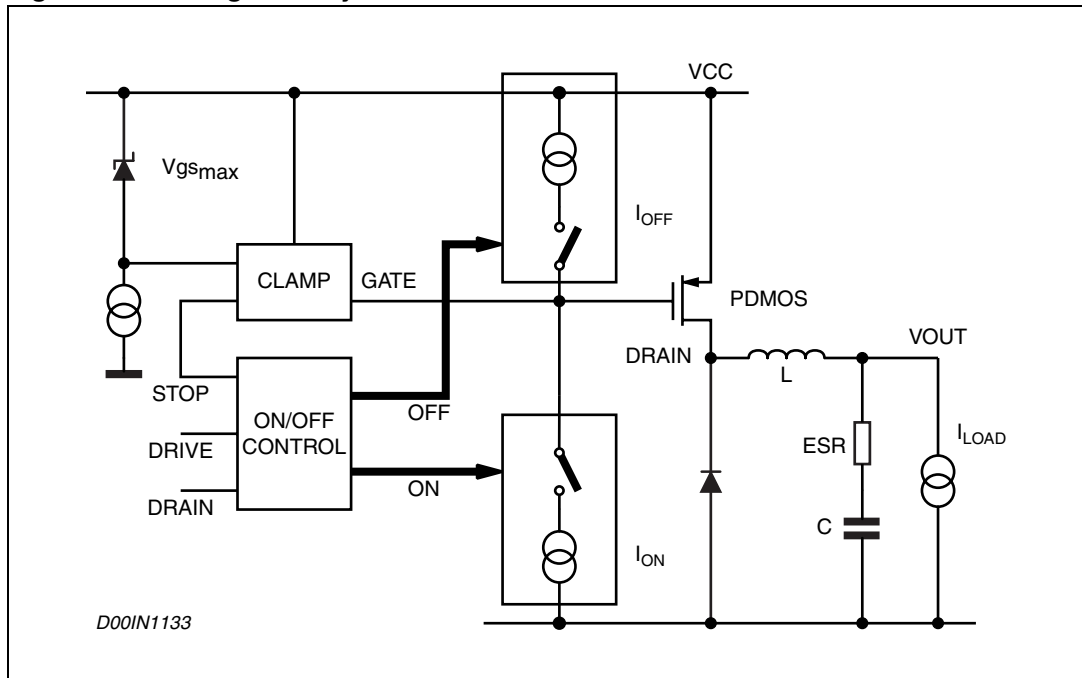 VCC
Vgsmax
IOFF
CLAMP
GATE
PDMOS
DRAIN
VOUT
L
STOP
OFF
ON/OFF
CONTROL
DRIVE
ON
DRAIN
ESR
ILOAD
C
ION
D00IN1133